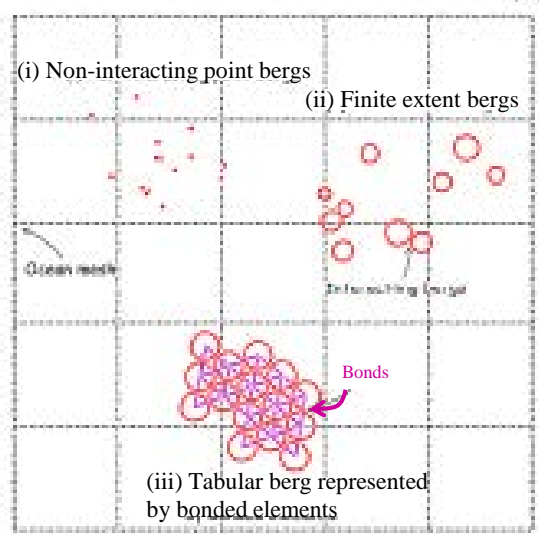 (i) Non-interacting point bergs
(ii) Finite extent bergs
Ocean mesh
Interacting bergs
Bonds
(iii) Tabular berg represented
by bonded elements